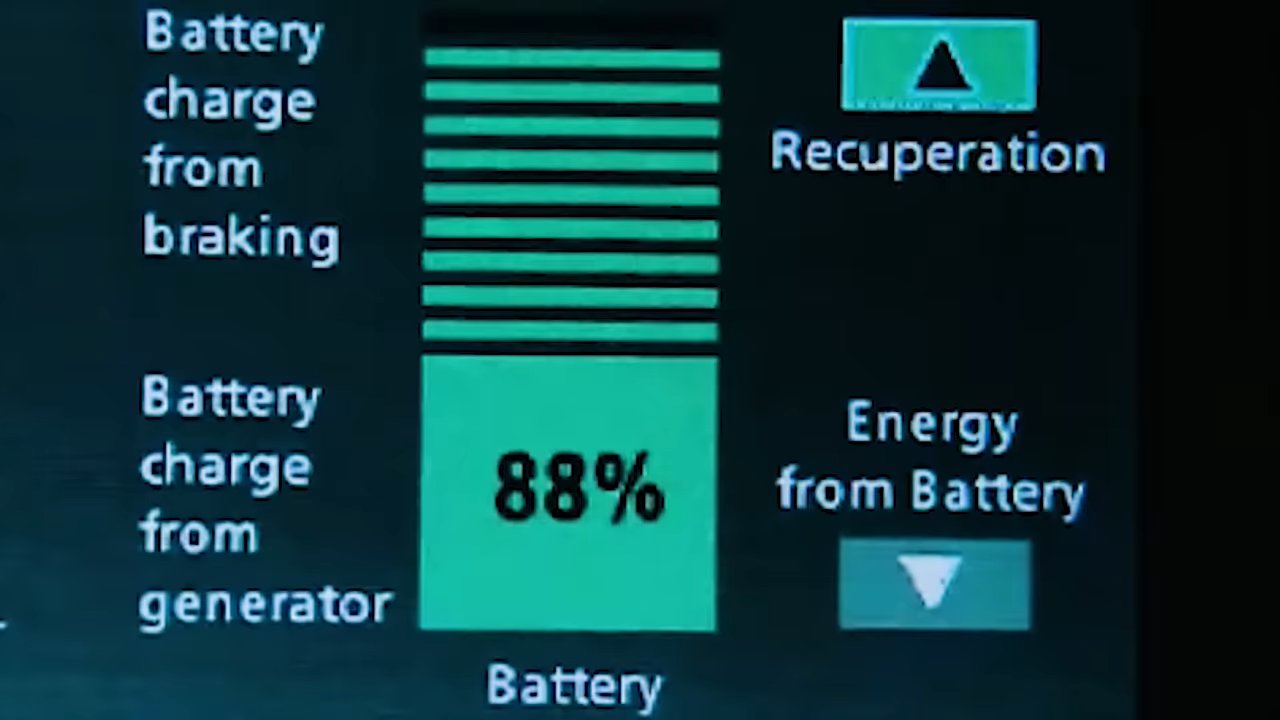 Battery
charge
from
braking
Recuperation
Battery
charge
from
generator
88%
Energy
from Battery
Battery